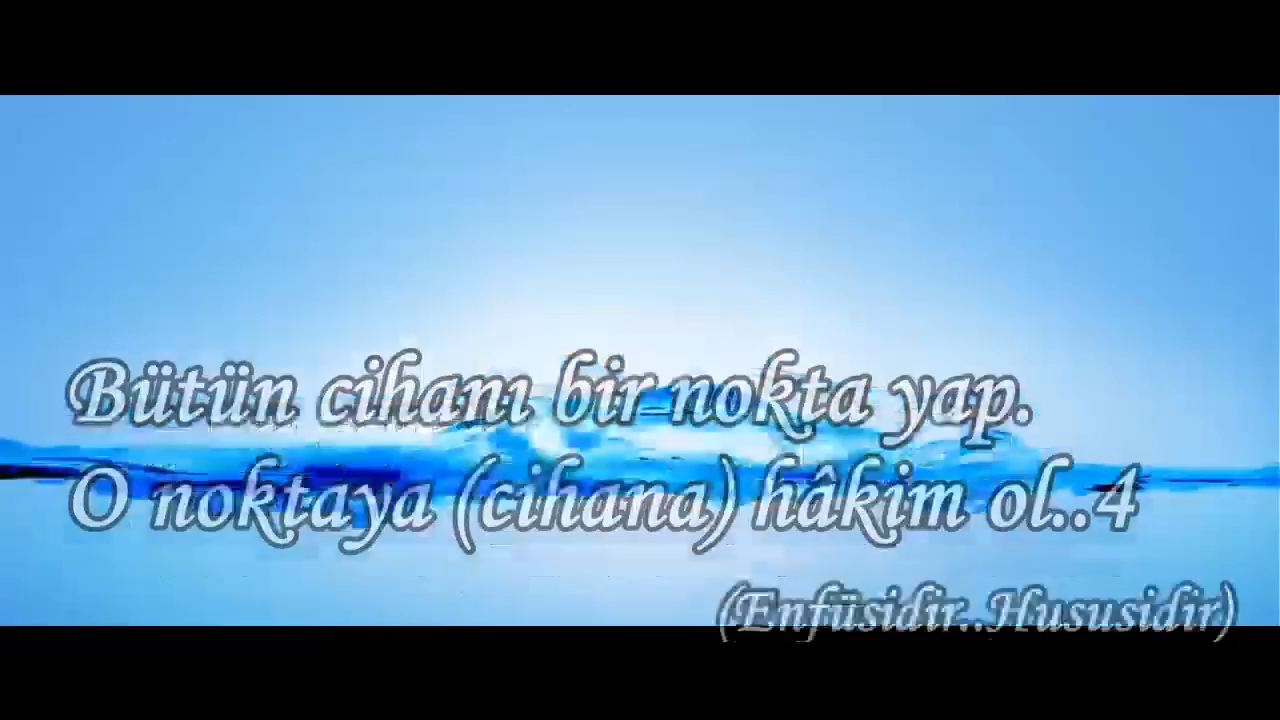 Bütün cihanı bir nokta yap.
O noktaya (cihana) hâkim ol..4
(Enfüsidir..Hususidir)